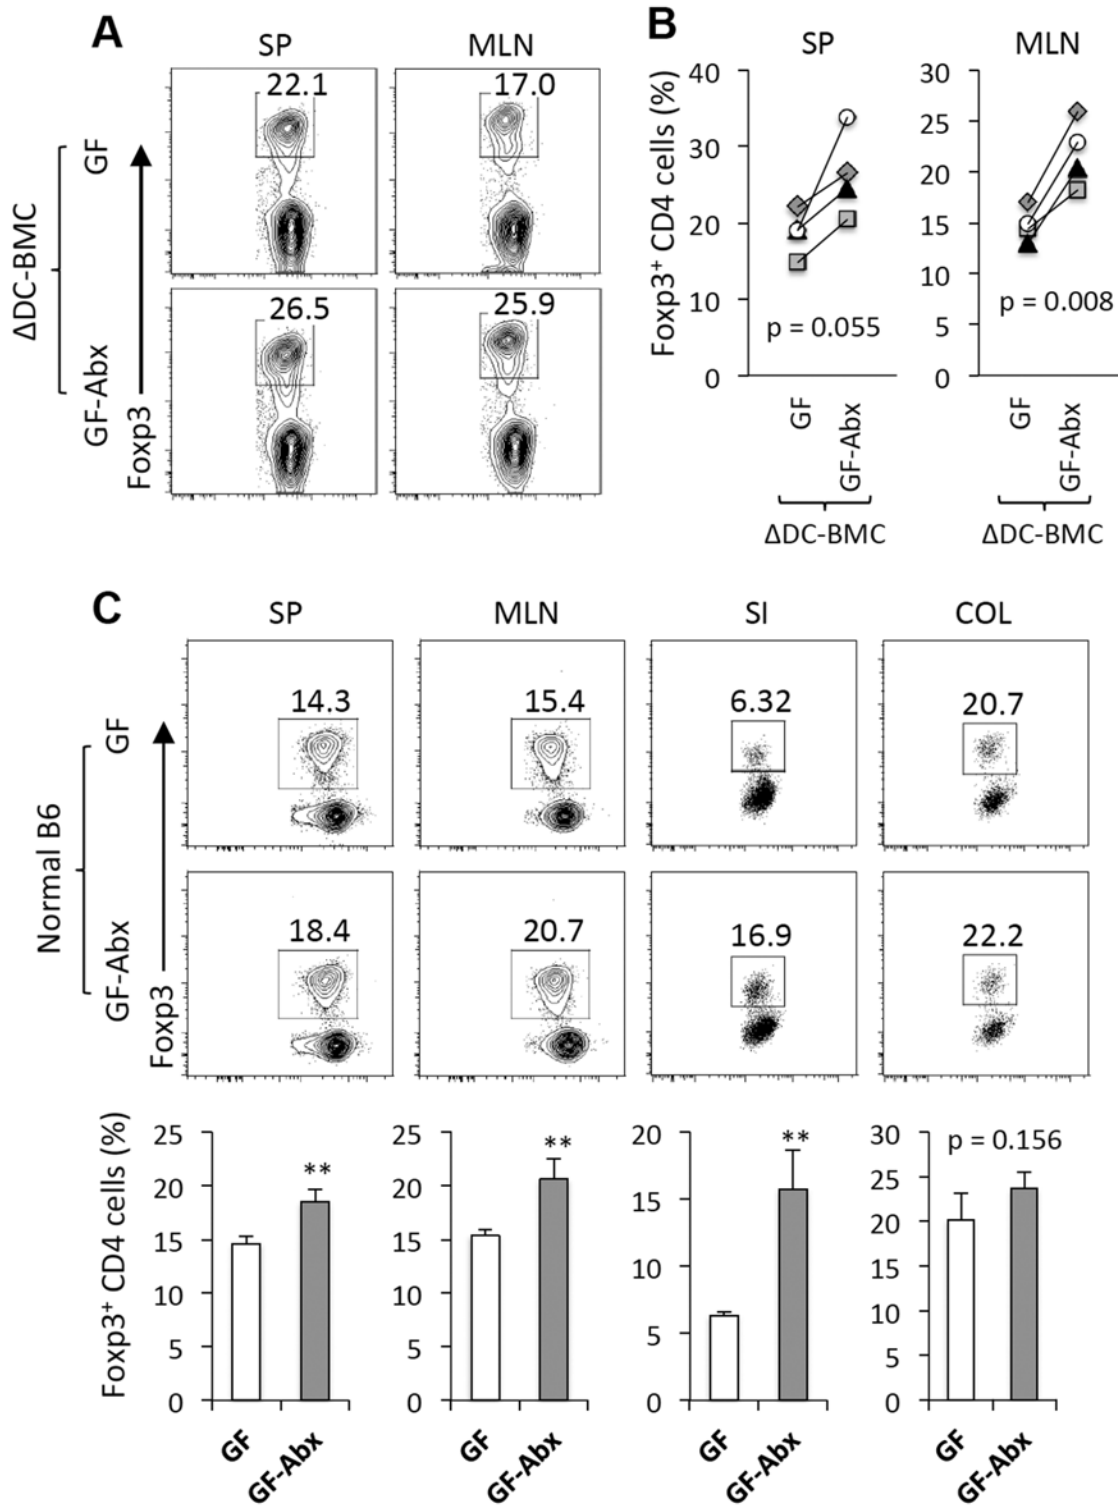 A
SP
MLN
ΔDC-BMC
GF
GF-Abx
Foxp3
22.1
17.0
26.5
25.9
B
SP
MLN
Foxp3+ CD4 cells (%)
40
30
20
10
0
p = 0.055
GF
GF-Abx
ΔDC-BMC
30
25
20
15
10
5
0
p = 0.008
GF
GF-Abx
ΔDC-BMC
C
SP
MLN
SI
COL
Normal B6
GF
GF-Abx
Foxp3
14.3
15.4
6.32
20.7
18.4
20.7
16.9
22.2
Foxp3+ CD4 cells (%)
25
20
15
10
5
0
**
GF
GF-Abx
25
20
15
10
5
0
**
GF
GF-Abx
20
15
10
5
0
**
GF
GF-Abx
30
25
20
15
10
5
0
p = 0.156
GF
GF-Abx